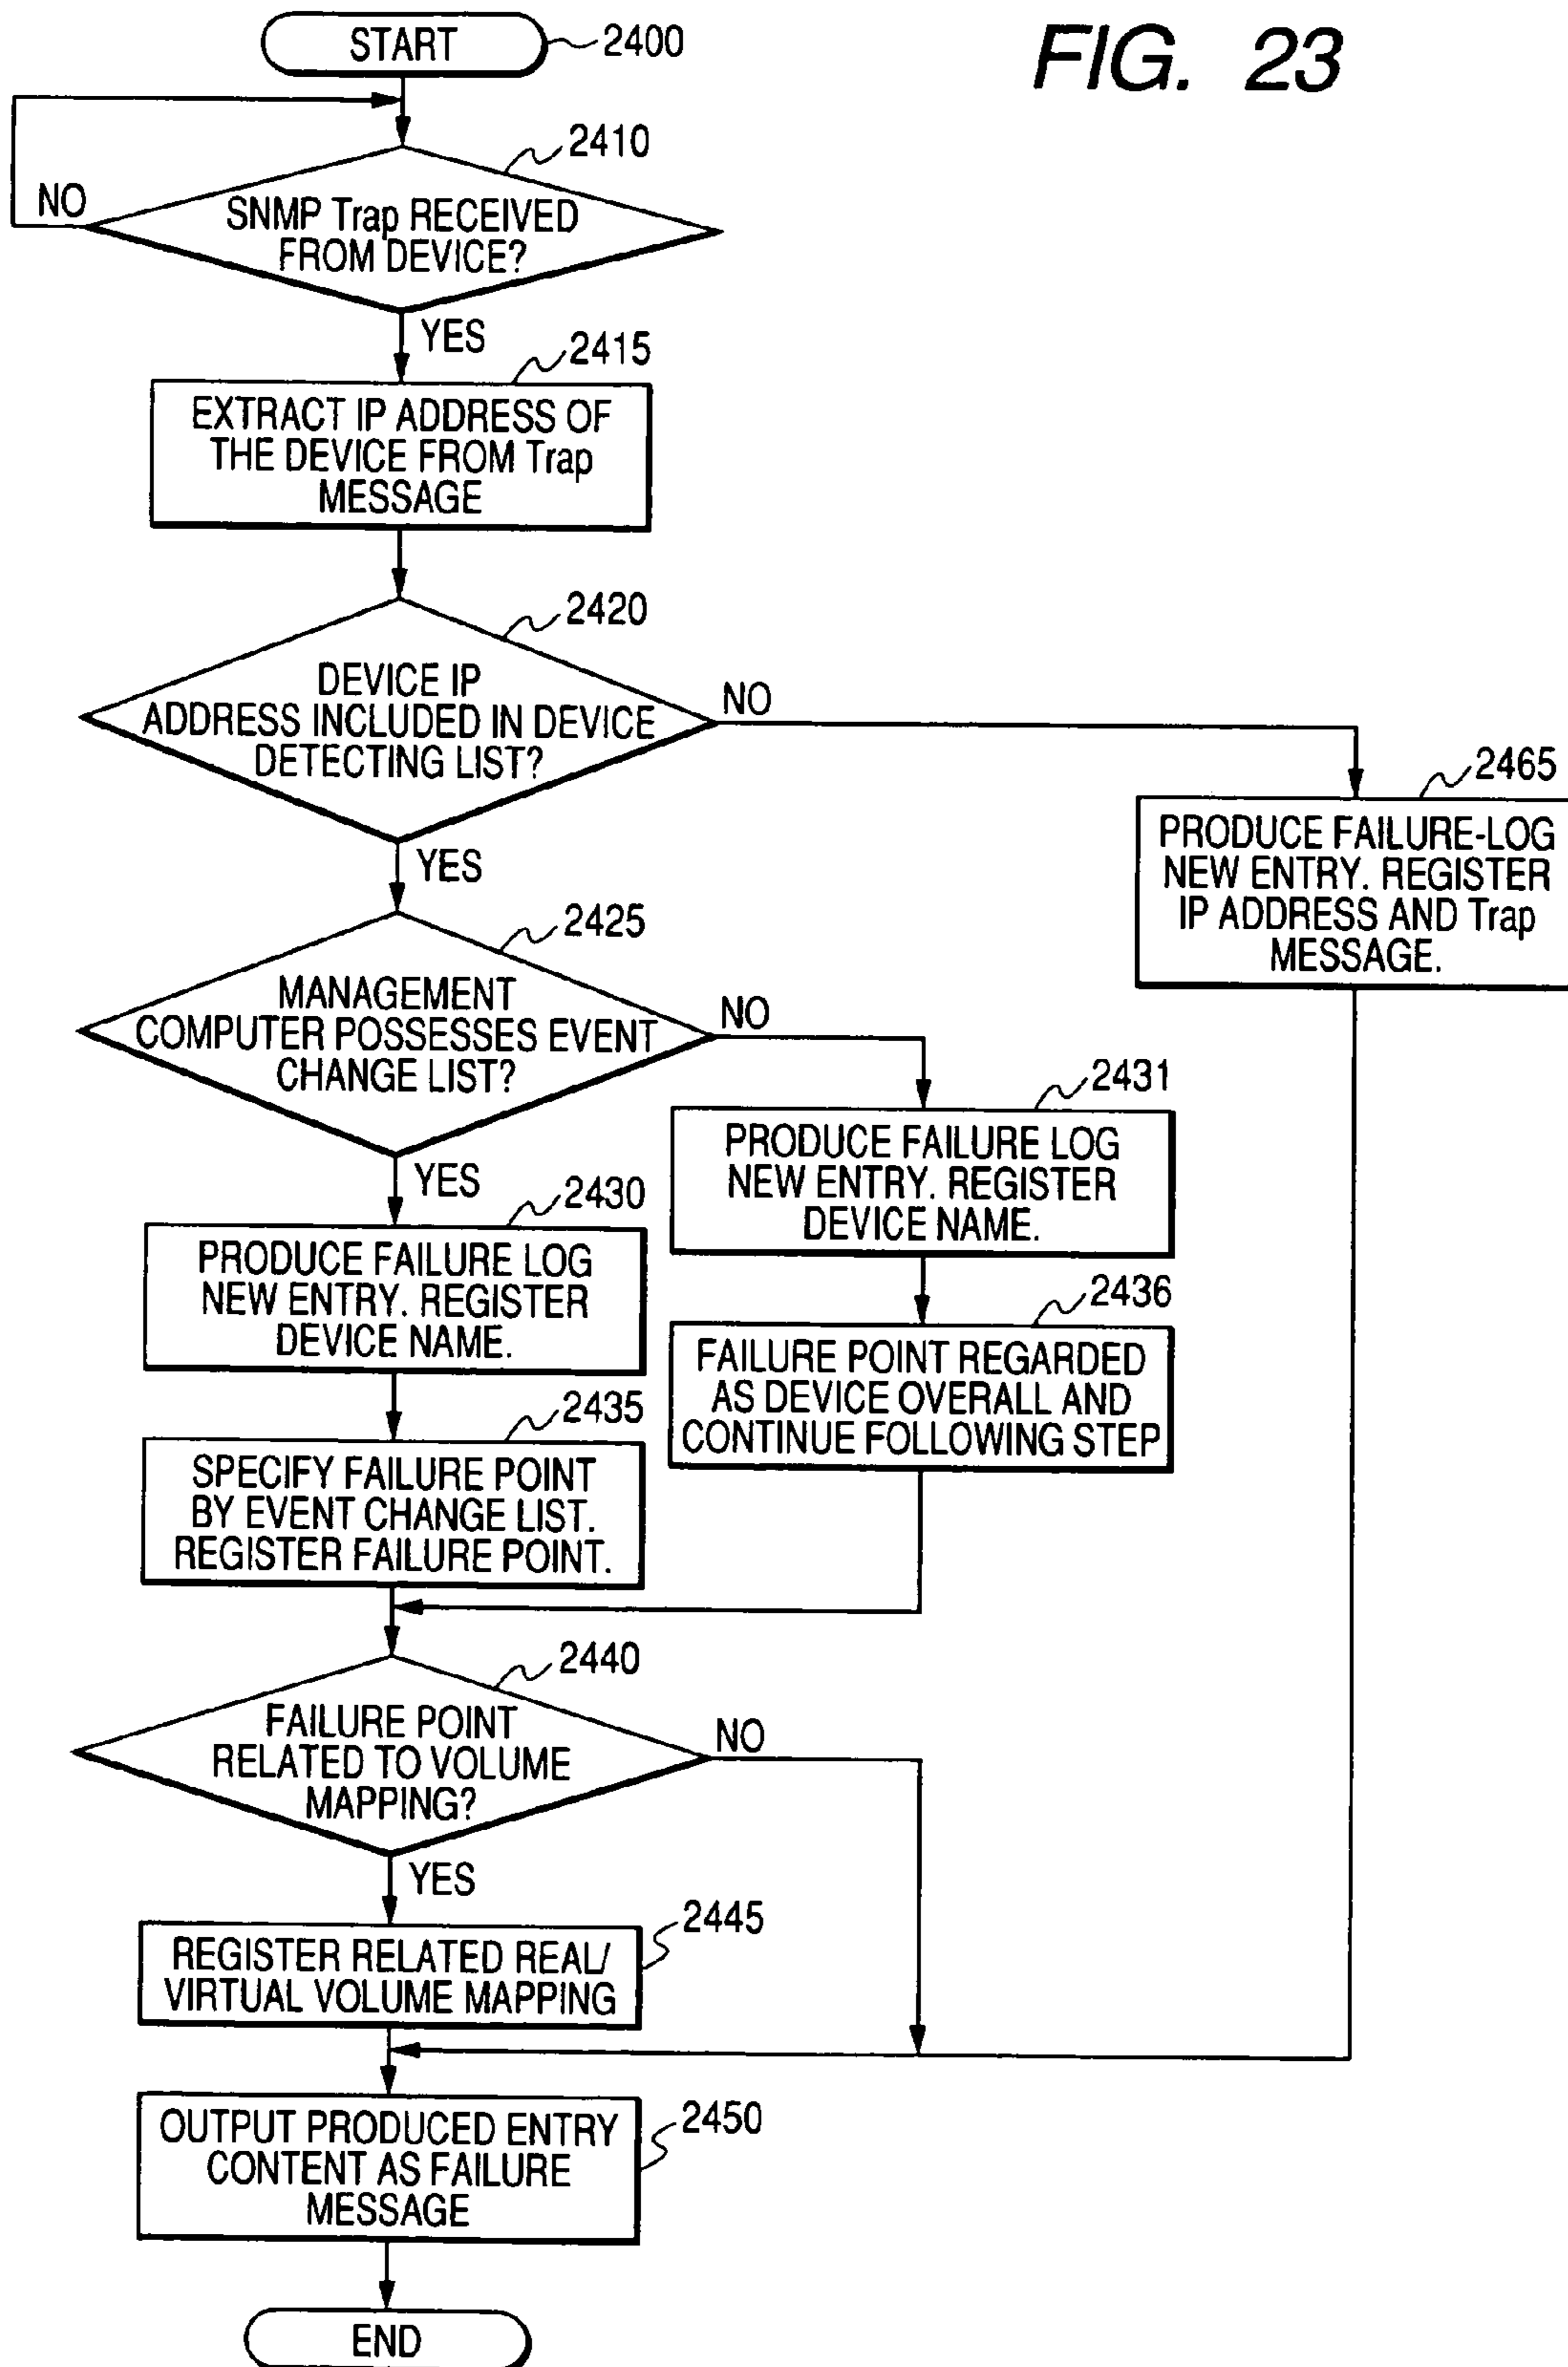 FIG. 23
START
2400
2410
NO
SNMP Trap RECEIVED
FROM DEVICE?
YES
2415
EXTRACT IP ADDRESS OF
THE DEVICE FROM Trap
MESSAGE
2420
DEVICE IP
ADDRESS INCLUDED IN DEVICE
DETECTING LIST?
NO
2465
PRODUCE FAILURE-LOG
NEW ENTRY. REGISTER
IP ADDRESS AND Trap
MESSAGE.
YES
2425
MANAGEMENT
COMPUTER POSSESSES EVENT
CHANGE LIST?
NO
2431
PRODUCE FAILURE LOG
NEW ENTRY. REGISTER
DEVICE NAME.
YES
2430
PRODUCE FAILURE LOG
NEW ENTRY. REGISTER
DEVICE NAME.
2436
FAILURE POINT REGARDED
AS DEVICE OVERALL AND
CONTINUE FOLLOWING STEP
2435
SPECIFY FAILURE POINT
BY EVENT CHANGE LIST.
REGISTER FAILURE POINT.
2440
FAILURE POINT
RELATED TO VOLUME
MAPPING?
NO
YES
2445
REGISTER RELATED REAL/
VIRTUAL VOLUME MAPPING
2450
OUTPUT PRODUCED ENTRY
CONTENT AS FAILURE
MESSAGE
END